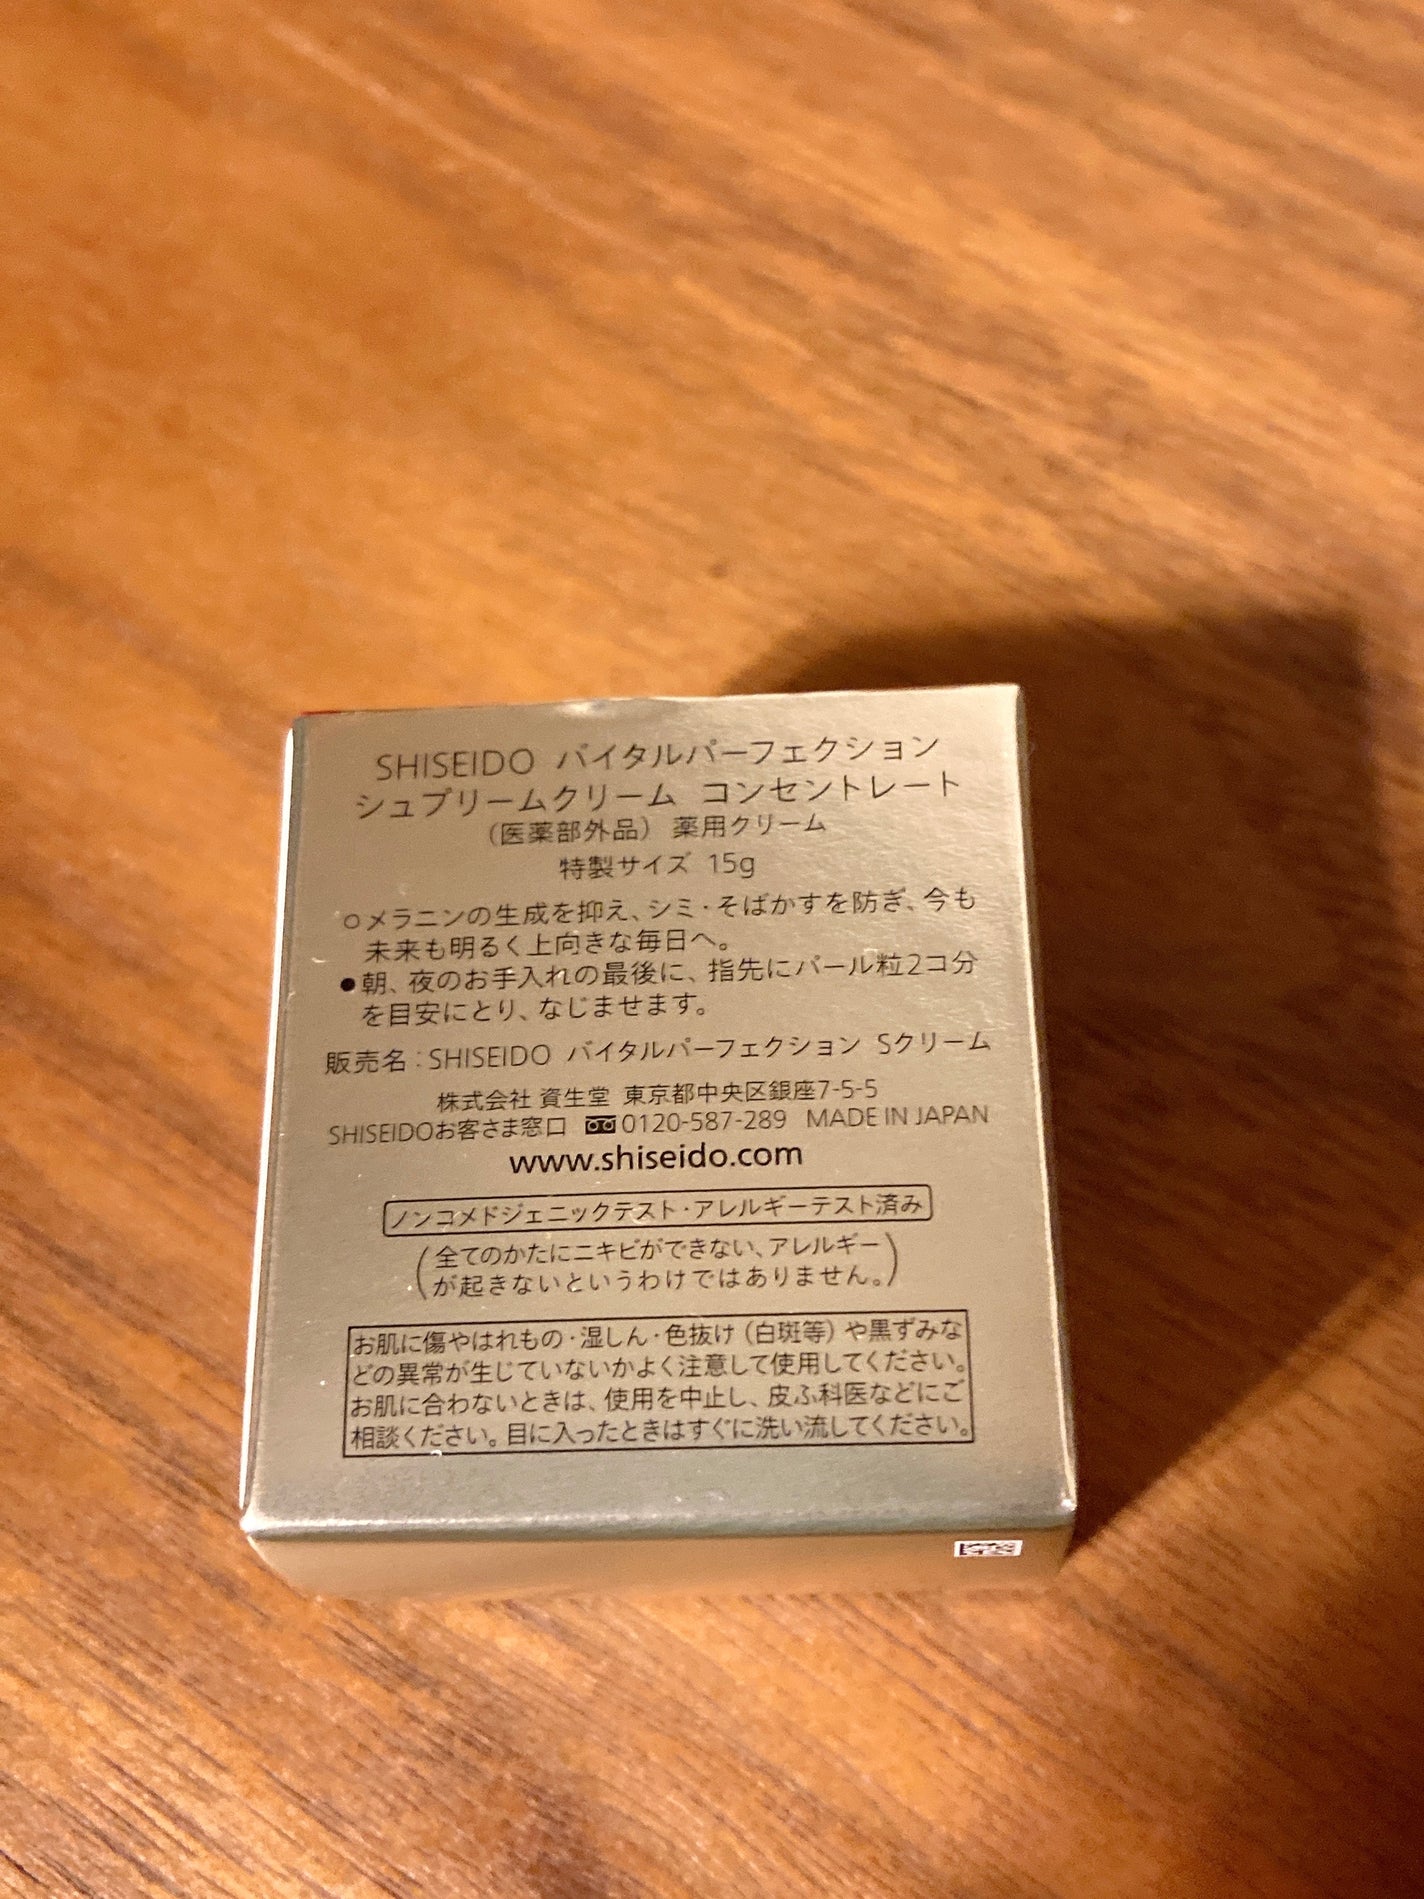 SHISEIDO バイタルパーフェクション
シュプリームクリーム コンセントレート
(医薬部外品) 薬用クリーム
特製サイズ 15g
○メラニンの生成を抑え、シミ・そばかすを防ぎ、今も
未来も明るく上向きな毎日へ。
●朝、夜のお手入れの最後に、指先にパール粒2コ分
を目安にとり、なじませます。
販売名：SHISEIDO バイタルパーフェクション Sクリーム
株式会社 資生堂 東京都中央区銀座7-5-5
SHISEIDOお客さま窓口 0120-587-289 MADE IN JAPAN
www.shiseido.com
ノンコメドジェニックテスト・アレルギーテスト済み
(全てのかたにニキビができない、アレルギー
が起きないというわけではありません。)
お肌に傷やはれもの・湿しん・色抜け（白斑等）や黒ずみな
どの異常が生じていないかよく注意して使用してください。
お肌に合わないときは、使用を中止し、皮ふ科医などにご
相談ください。目に入ったときはすぐに洗い流してください。